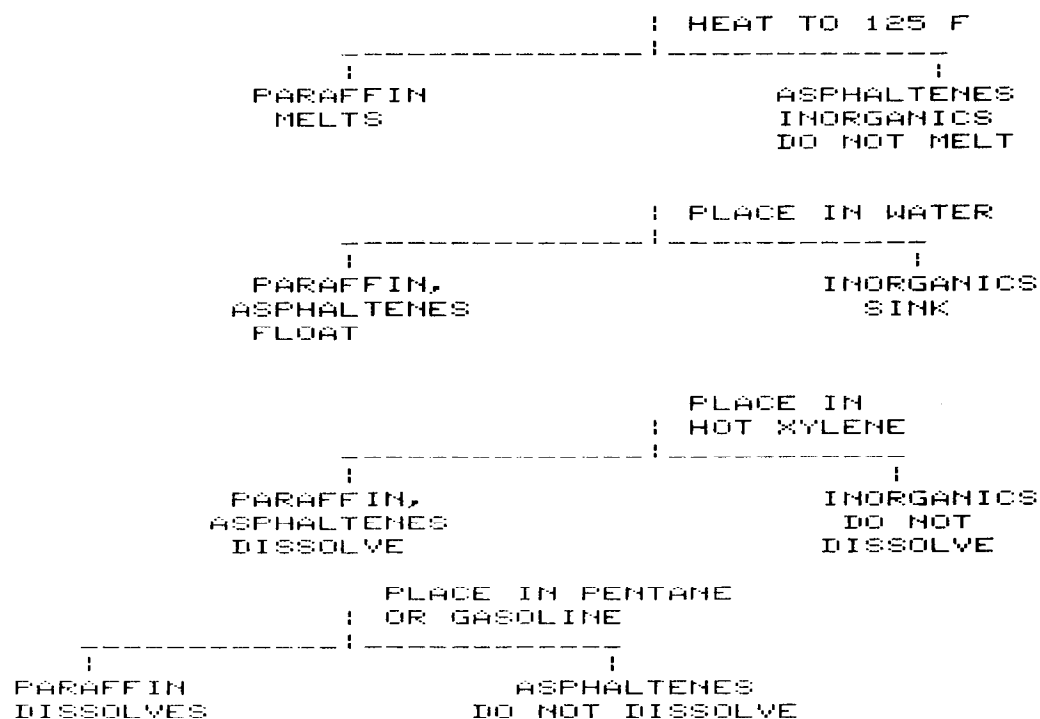 HEAT TO 125 F
PARAFFIN
MELTS
ASPHALTENES
INORGANICS
DO NOT MELT
PLACE IN WATER
PARAFFIN,
ASPHALTENES
FLOAT
INORGANICS
SINK
PLACE IN
HOT XYLENE
PARAFFIN,
ASPHALTENES
DISSOLVE
INORGANICS
DO NOT
DISSOLVE
PLACE IN PENTANE
OR GASOLINE
PARAFFIN
DISSOLVES
ASPHALTENES
DO NOT DISSOLVE